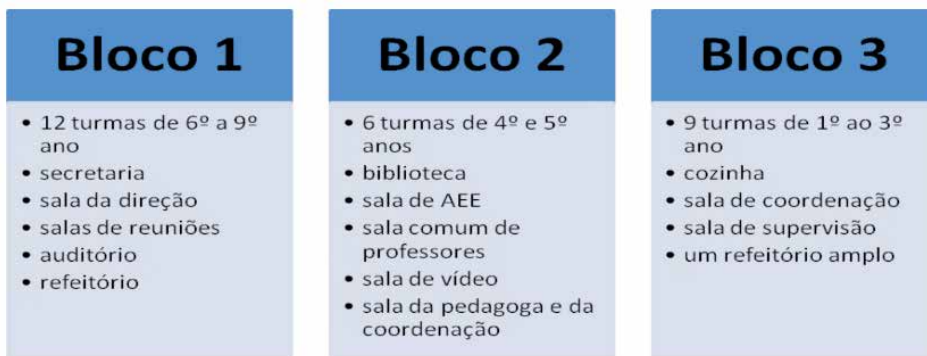 Bloco 1
• 12 turmas de 6º a 9º
ano
• secretaria
• sala da direção
• salas de reuniões
• auditório
• refeitório
Bloco 2
• 6 turmas de 4º e 5º
anos
• biblioteca
• sala de AEE
• sala comum de
professores
• sala de vídeo
• sala da pedagoga e da
coordenação
Bloco 3
• 9 turmas de 1º ao 3º
ano
• cozinha
• sala de coordenação
• sala de supervisão
• um refeitório amplo